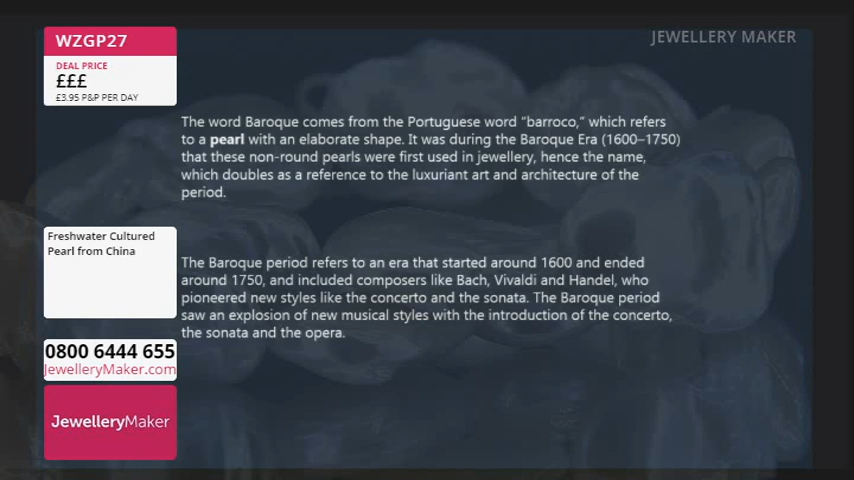 WZGP27
DEAL PRICE
£££
£3.95 P&P PER DAY
JEWELLERY MAKER
The word Baroque comes from the Portuguese word “barroco,” which refers
to a pearl with an elaborate shape. It was during the Baroque Era (1600–1750)
that these non-round pearls were first used in jewellery, hence the name,
which doubles as a reference to the luxuriant art and architecture of the
period.
Freshwater Cultured
Pearl from China
The Baroque period refers to an era that started around 1600 and ended
around 1750, and included composers like Bach, Vivaldi and Handel, who
pioneered new styles like the concerto and the sonata. The Baroque period
saw an explosion of new musical styles with the introduction of the concerto,
the sonata and the opera.
0800 6444 655
JewelleryMaker.com
JewelleryMaker